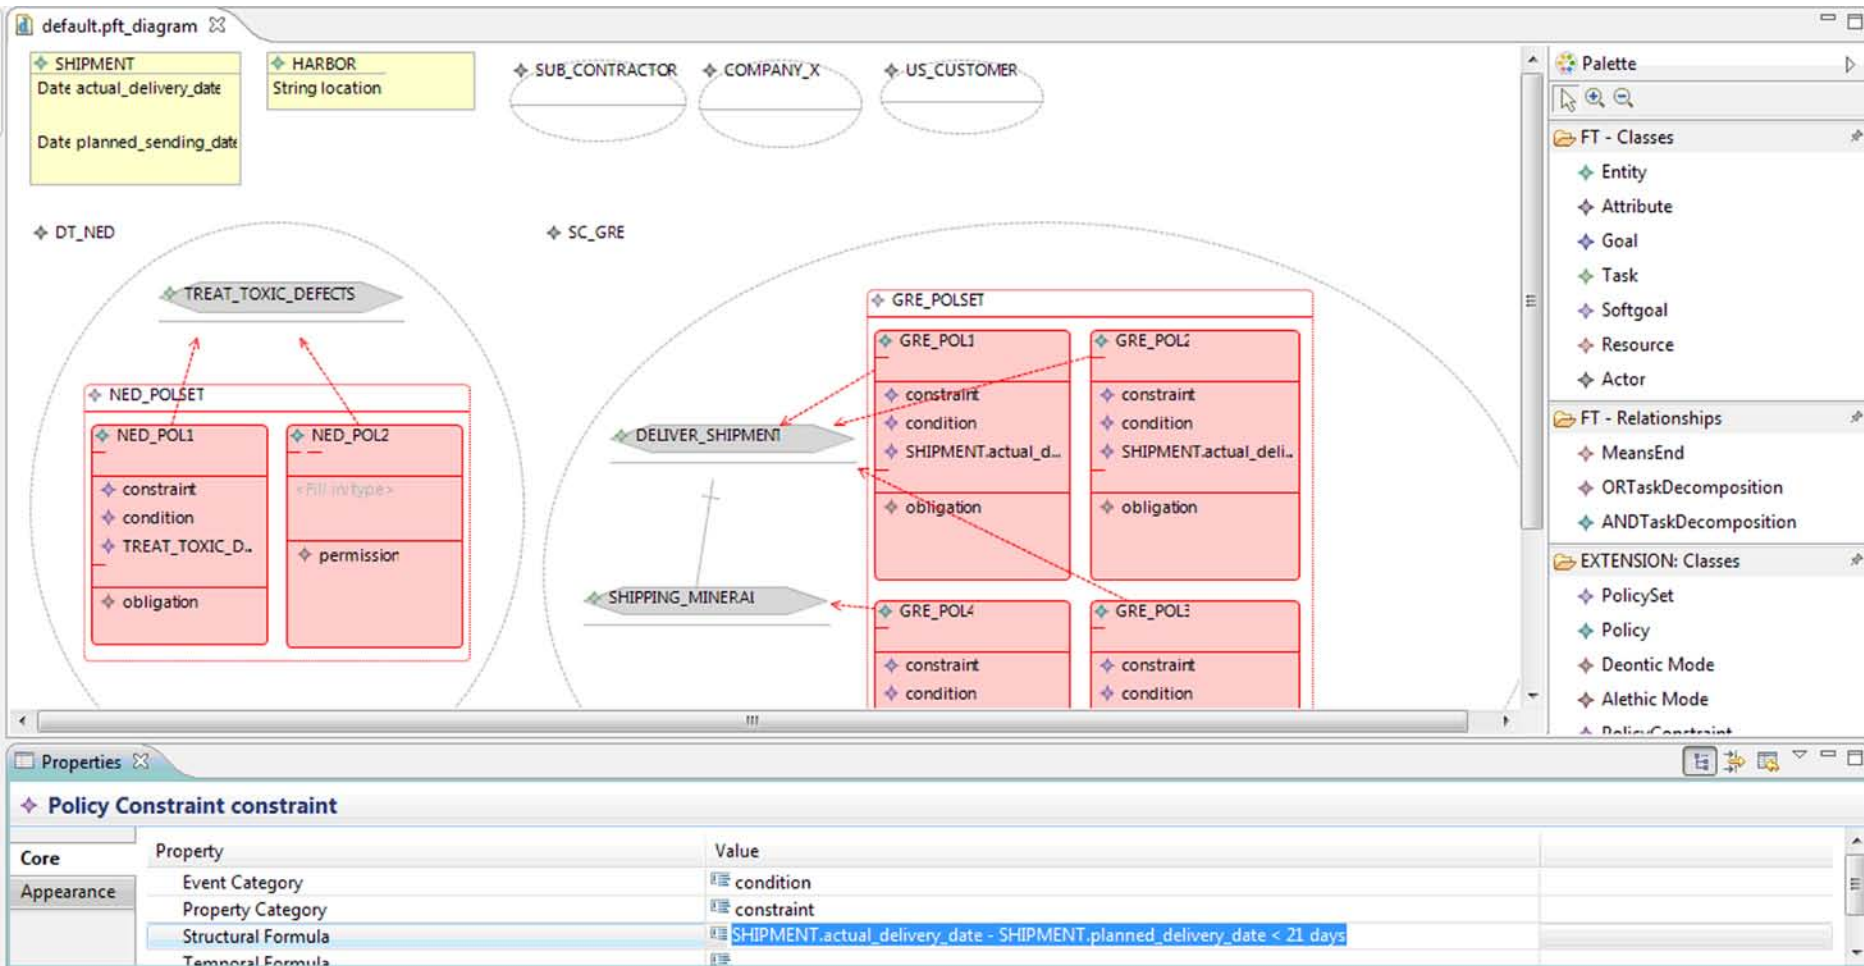 default.pft_diagram
SHIPMENT
Date actual_delivery_date
Date planned_sending_date
HARBOR
String location
SUB_CONTRACTOR
COMPANY_X
US_CUSTOMER
DT_NED
TREAT_TOXIC_DEFECTS
NED_POLSET
NED_POL1
constraint
condition
TREAT_TOXIC_D..
obligation
NED_POL2
<Fill in/type>
permission
SC_GRE
DELIVER_SHIPMENT
SHIPPING_MINERAL
GRE_POLSET
GRE_POL1
constraint
condition
SHIPMENT.actual_d...
obligation
GRE_POL2
constraint
condition
SHIPMENT.actual_deli..
obligation
GRE_POL4
constraint
condition
GRE_POL3
constraint
condition
Palette
FT - Classes
Entity
Attribute
Goal
Task
Softgoal
Resource
Actor
FT - Relationships
MeansEnd
ORTaskDecomposition
ANDTaskDecomposition
EXTENSION: Classes
PolicySet
Policy
Deontic Mode
Alethic Mode
PolicyConstraint
Properties
Policy Constraint constraint
Core
Appearance
Property Value
Event Category condition
Property Category constraint
Structural Formula SHIPMENT.actual_delivery_date - SHIPMENT.planned_delivery_date < 21 days
Temporal Formula